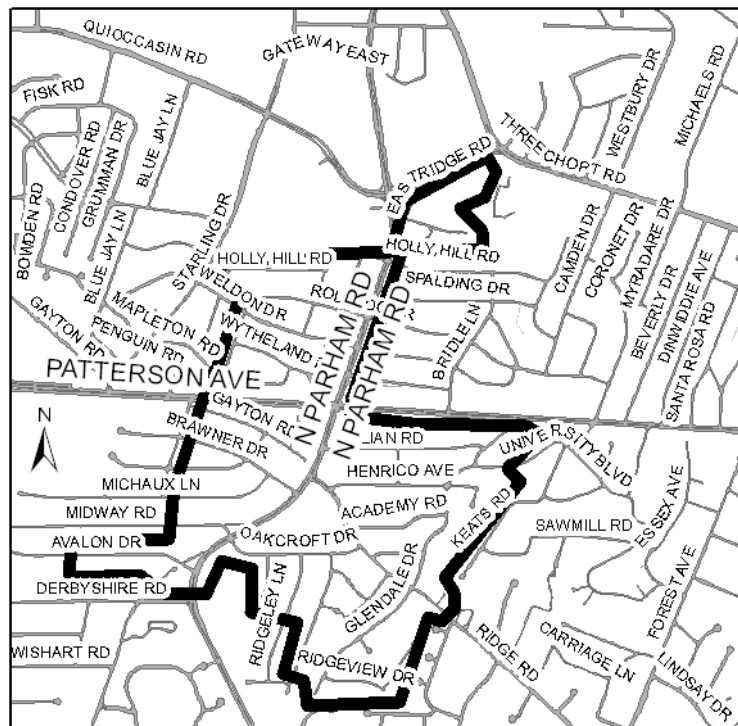 QUIOCCASIN RD
GATEWAY EAST
FISK RD
CONDOVER RD
GRUMMAN DR
BLUE JAY LN
BOWDEN RD
BLUE JAY LN
STARLING DR
EASTRIDGE RD
THREECHOPT RD
WESTBURY DR
MICHAELS RD
HOLLY HILL RD
HOLLY HILL RD
SPALDING DR
CAMDEN DR
CORONET DR
MYRADARE DR
BEVERLY DR
DINWIDDIE AVE
SANTA ROSA RD
WELDON DR
MAPLETON RD
PENGUIN RD
GAYTON RD
WYTHELAND
BRIDLE LN
N PARHAM RD
N PARHAM RD
PATTERSON AVE
GAYTON RD
BRAWNER DR
LIAN RD
UNIVERSITY BLVD
N
MICHAUX LN
HENRICO AVE
MIDWAY RD
ACADEMY RD
KEATS RD
SAWMILL RD
ESSEX AVE
AVALON DR
OAKCROFT DR
DERBYSHIRE RD
RIDGELEY LN
GLENDALE DR
FOREST AVE
WISHART RD
RIDGEVIEW DR
RIDGE RD
CARRIAGE LN
LINDSAY DR